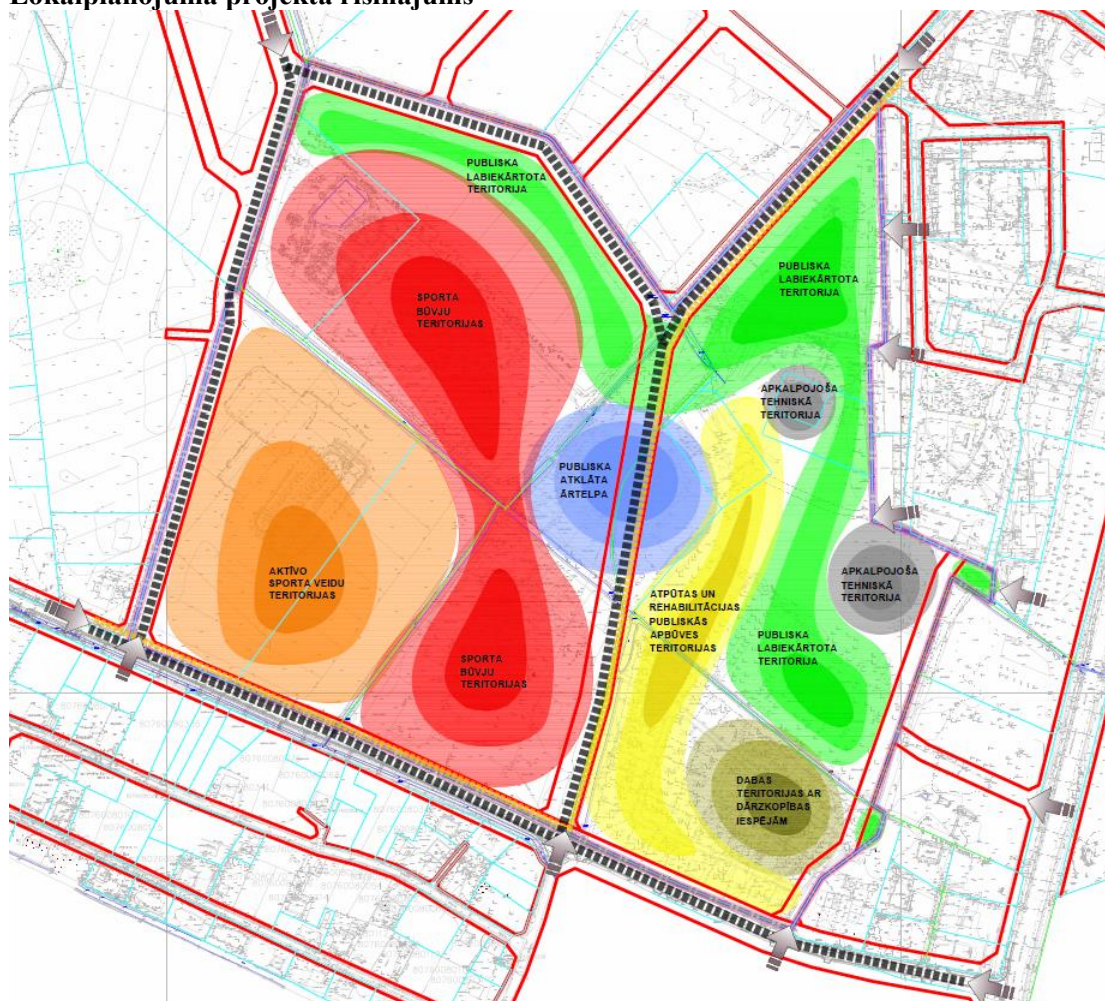 Lokālplānojuma projekta risinājums
PUBLISKA
LABIEKĀRTOTA
TERITORIJA
PUBLISKA
LABIEKĀRTOTA
TERITORIJA
SPORTA
BŪVJU
TERITORIJAS
APKALPOJOŠA
TEHNISKĀ
TERITORIJA
PUBLISKA
ATKLĀTA
ĀRTELPA
AKTĪVO
SPORTA VEIDU
TERITORIJAS
APKALPOJOŠA
TEHNISKĀ
TERITORIJA
ATPŪTAS UN
REHABILITĀCIJAS
PUBLISKĀS
APBŪVES
TERITORIJAS
PUBLISKA
LABIEKĀRTOTA
TERITORIJA
SPORTA
BŪVJU
TERITORIJAS
DABAS
TERITORIJAS AR
DĀRZKOPĪBAS
IESPĒJĀM